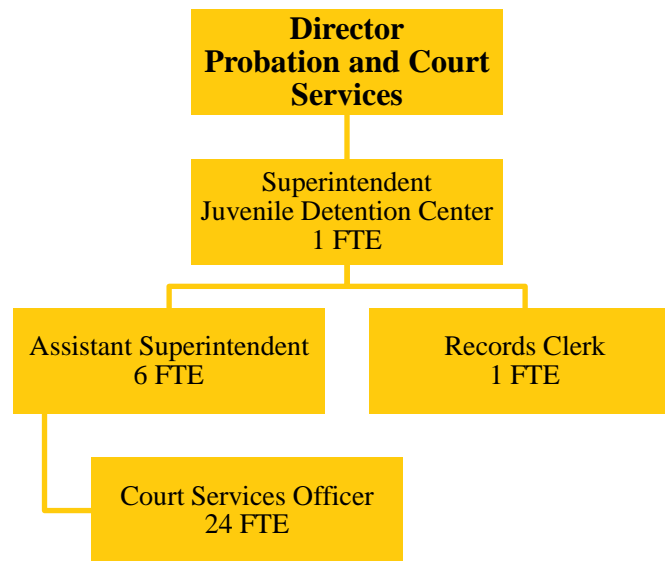 Director
Probation and Court
Services
Superintendent
Juvenile Detention Center
1 FTE
Assistant Superintendent
6 FTE
Records Clerk
1 FTE
Court Services Officer
24 FTE